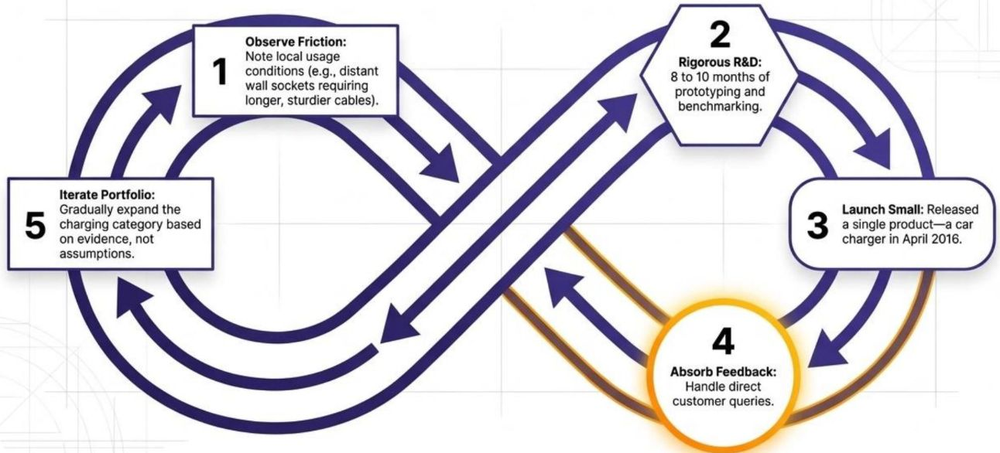 1
Observe Friction:
Note local usage
conditions (e.g., distant
wall sockets requiring
longer, sturdier cables).
2
Rigorous R&D:
8 to 10 months of
prototyping and
benchmarking.
3
Launch Small: Released
a single product—a car
charger in April 2016.
4
Absorb Feedback:
Handle direct
customer queries.
5
Iterate Portfolio:
Gradually expand the
charging category based
on evidence, not
assumptions.